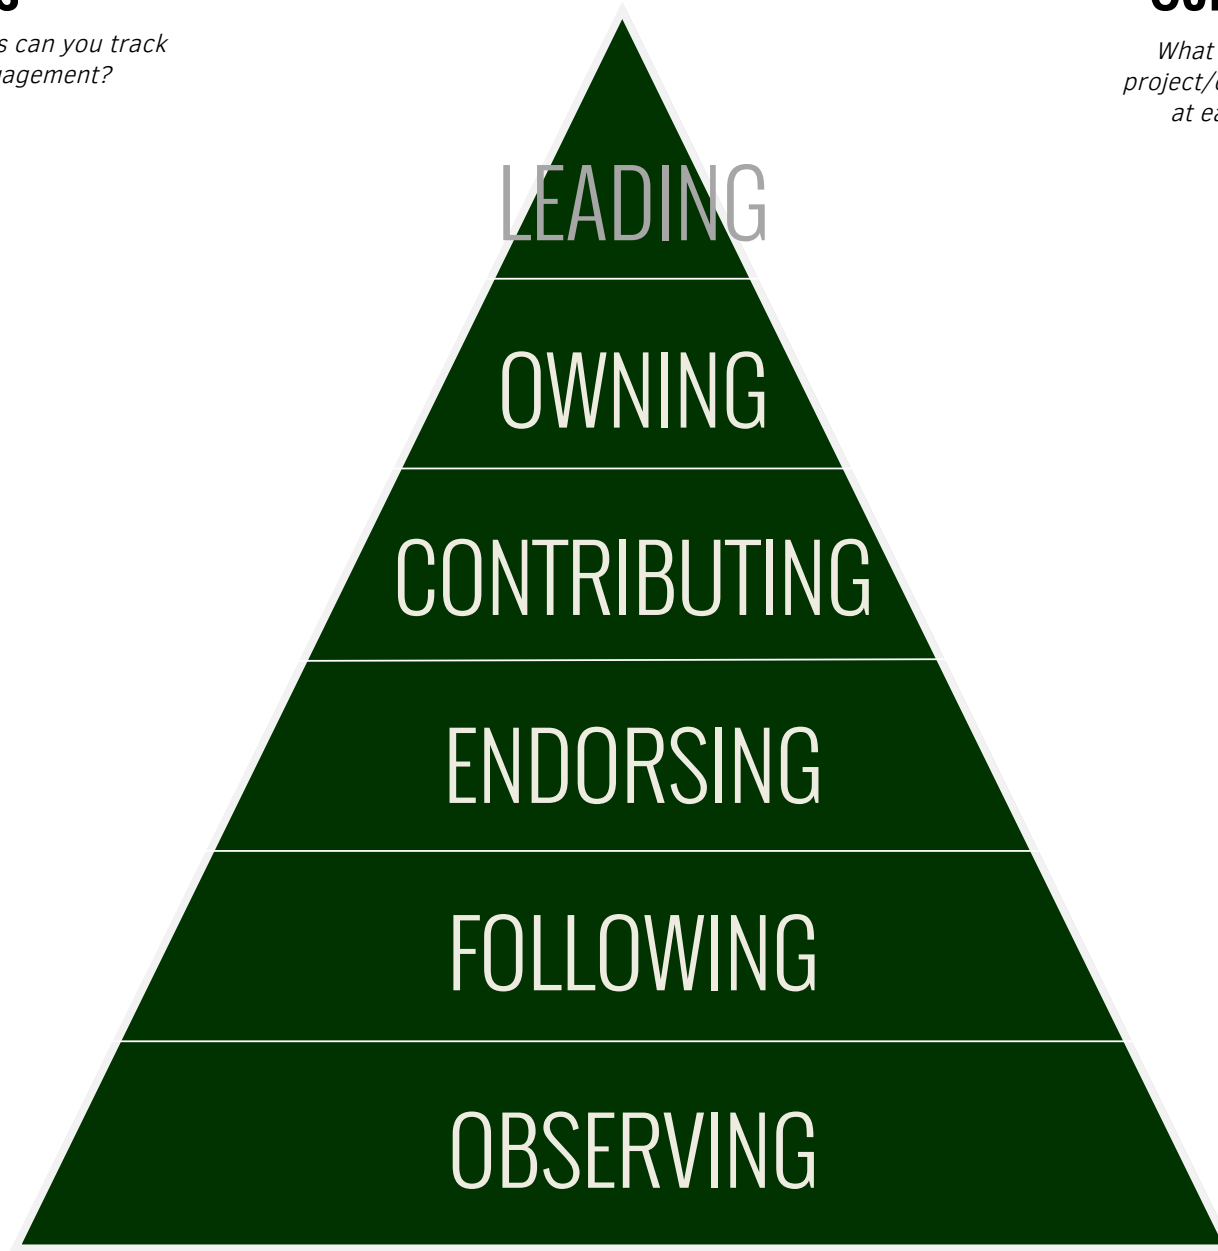 s can you track
agement?
What
project/
at ea
LEADING
OWNING
CONTRIBUTING
ENDORSING
FOLLOWING
OBSERVING